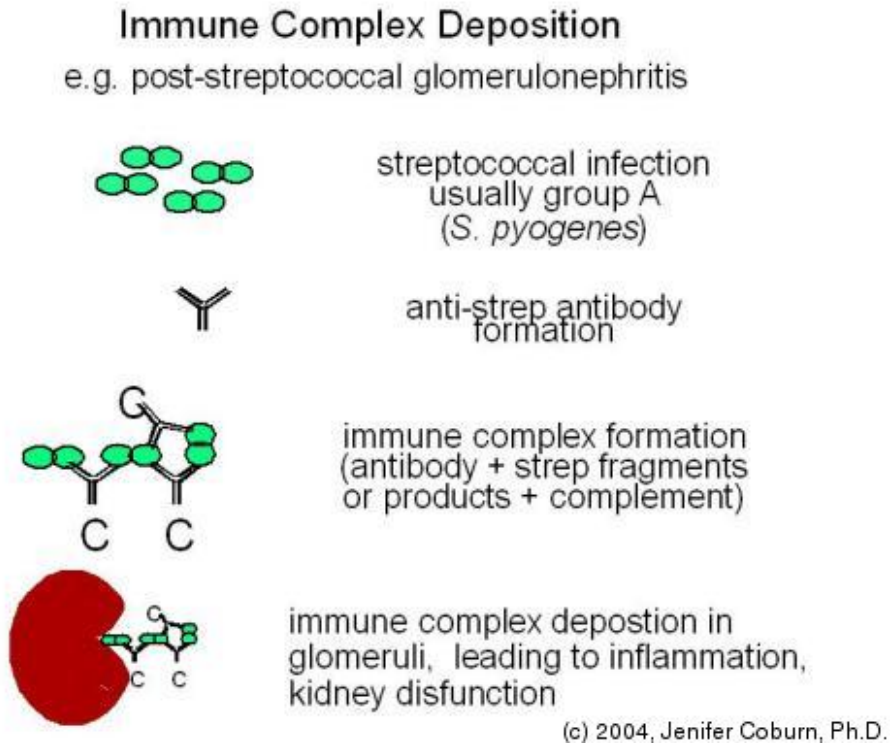 Immune Complex Deposition
e.g. post-streptococcal glomerulonephritis
streptococcal infection
usually group A
(S. pyogenes)
anti-strep antibody
formation
C
immune complex formation
(antibody + strep fragments
or products + complement)
C C
C
immune complex depostion in
glomeruli, leading to inflammation,
kidney disfunction
C C
(c) 2004, Jenifer Coburn, Ph.D.